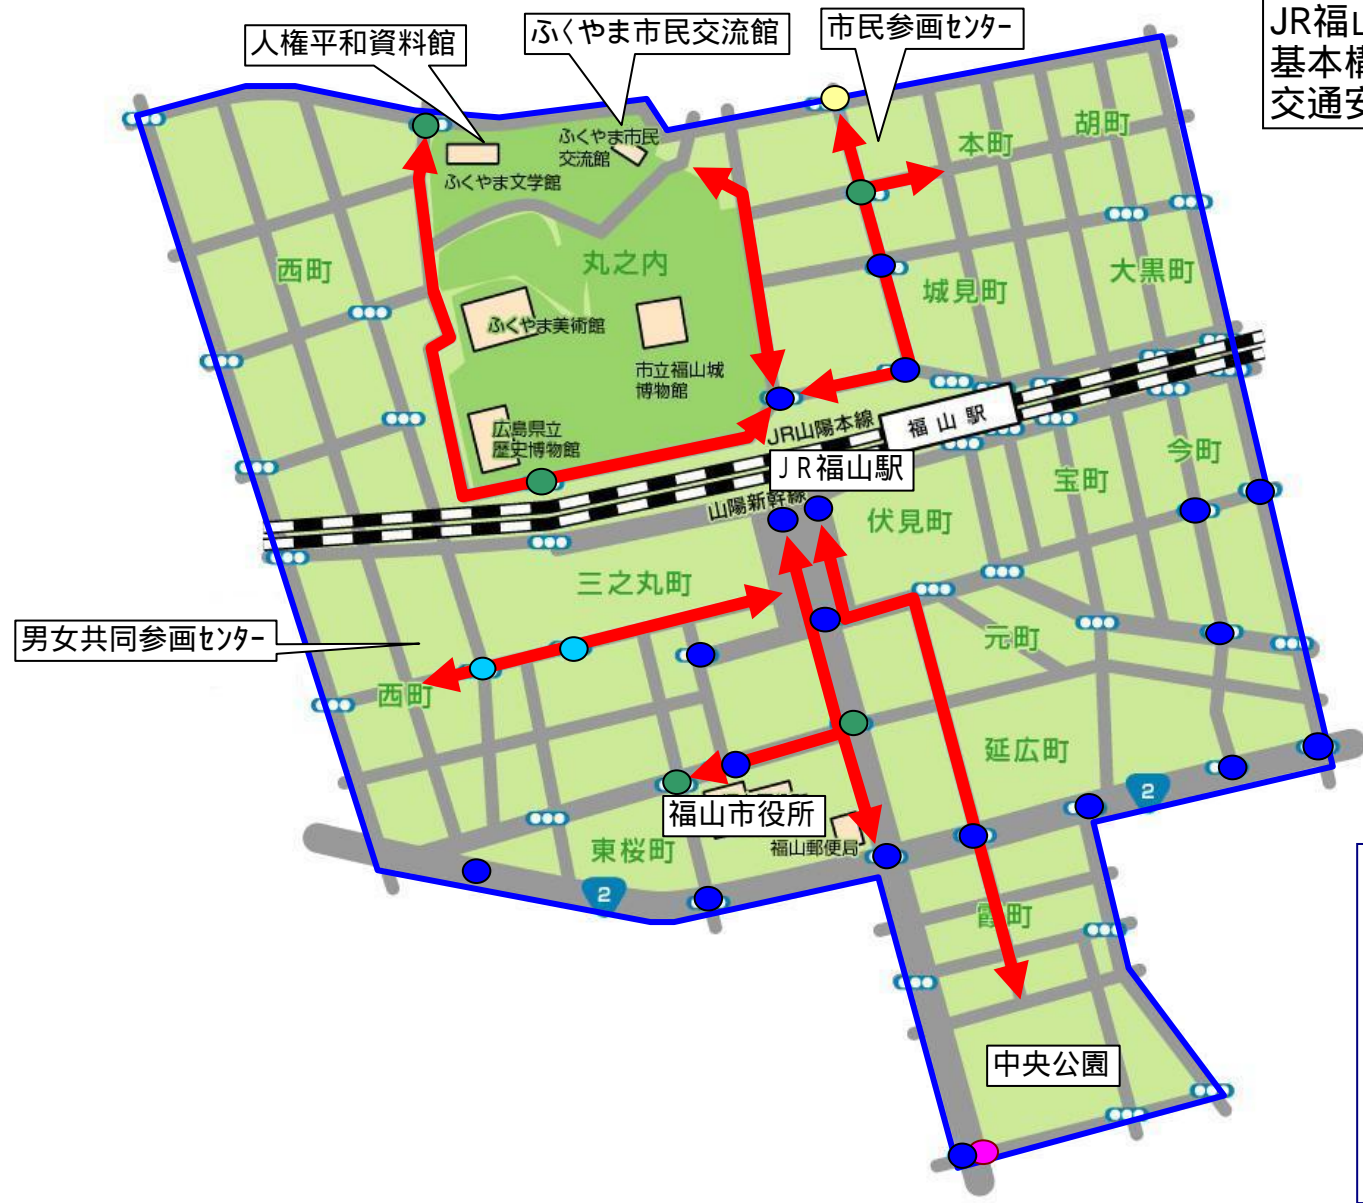 人権平和資料館
ふくやま市民交流館
市民参画センター
JR福山
基本構
交通安
ふくやま市民
交流館
ふくやま文学館
本町
胡町
西町
丸之内
城見町
大黒町
ふくやま美術館
市立福山城
博物館
広島県立
歴史博物館
JR山陽本線
福山駅
JR福山駅
山陽新幹線
伏見町
宝町
今町
三之丸町
男女共同参画センター
西町
元町
延広町
2
福山市役所
福山郵便局
東桜町
2
霞町
中央公園